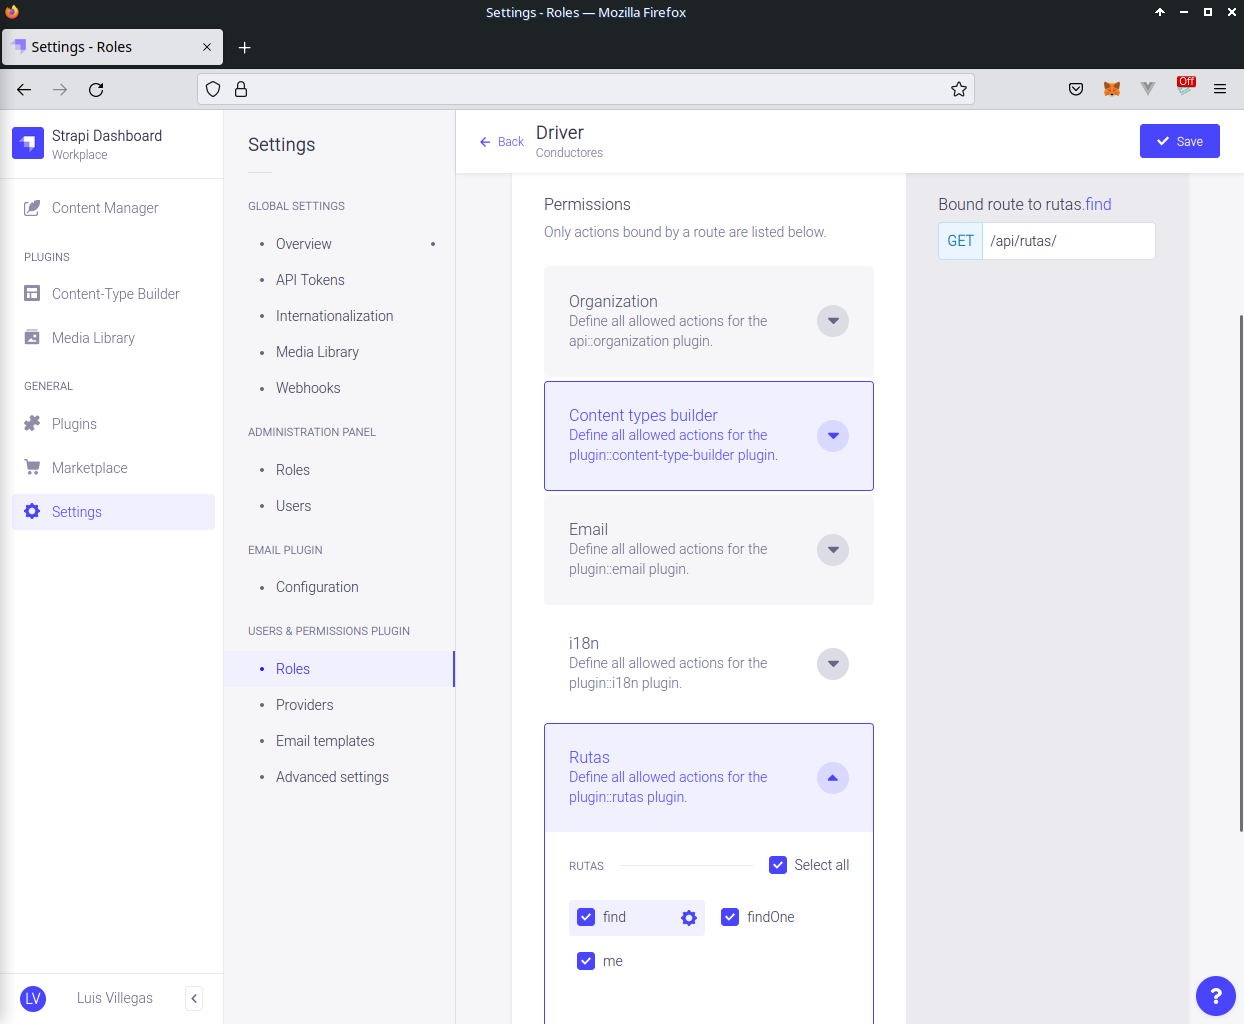 Settings - Roles — Mozilla Firefox
Settings - Roles
Off
Strapi Dashboard
Workplace
Content Manager
PLUGINS
Content-Type Builder
Media Library
GENERAL
Plugins
Marketplace
Settings
LV
Luis Villegas
Settings
GLOBAL SETTINGS
Overview
API Tokens
Internationalization
Media Library
Webhooks
ADMINISTRATION PANEL
Roles
Users
EMAIL PLUGIN
Configuration
USERS & PERMISSIONS PLUGIN
Roles
Providers
Email templates
Advanced settings
Back
Driver
Conductores
Save
Permissions
Only actions bound by a route are listed below.
Organization
Define all allowed actions for the
api::organization plugin.
Content types builder
Define all allowed actions for the
plugin::content-type-builder plugin.
Email
Define all allowed actions for the
plugin::email plugin.
i18n
Define all allowed actions for the
plugin::i18n plugin.
Rutas
Define all allowed actions for the
plugin::rutas plugin.
RUTAS
Select all
find
findOne
me
Bound route to rutas.find
GET /api/rutas/
?